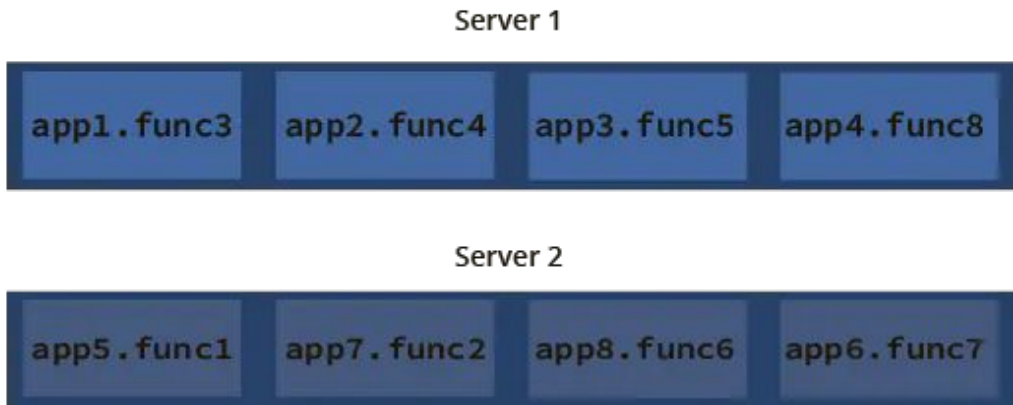 Server 1
app1.func3 app2.func4 app3.func5 app4.func8
Server 2
app5.func1 app7.func2 app8.func6 app6.func7